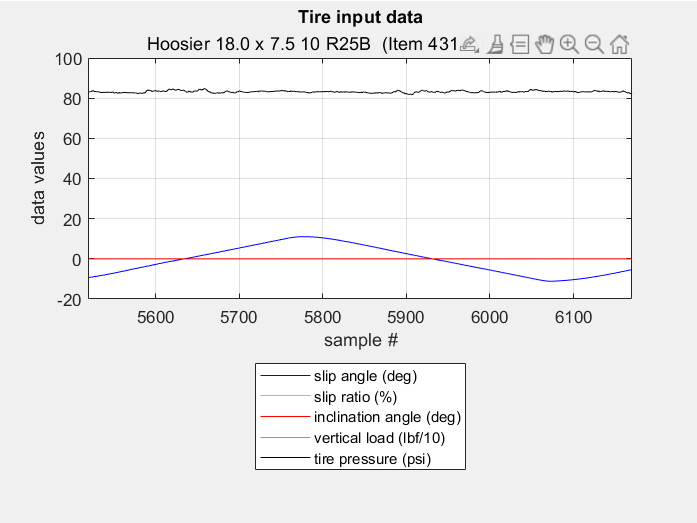 Tire input data
Hoosier 18.0 x 7.5 10 R25B (Item 431
100
80
60
40
20
0
-20
data values
5600 5700 5800 5900 6000 6100
sample #
slip angle (deg)
slip ratio (%)
inclination angle (deg)
vertical load (lbf/10)
tire pressure (psi)